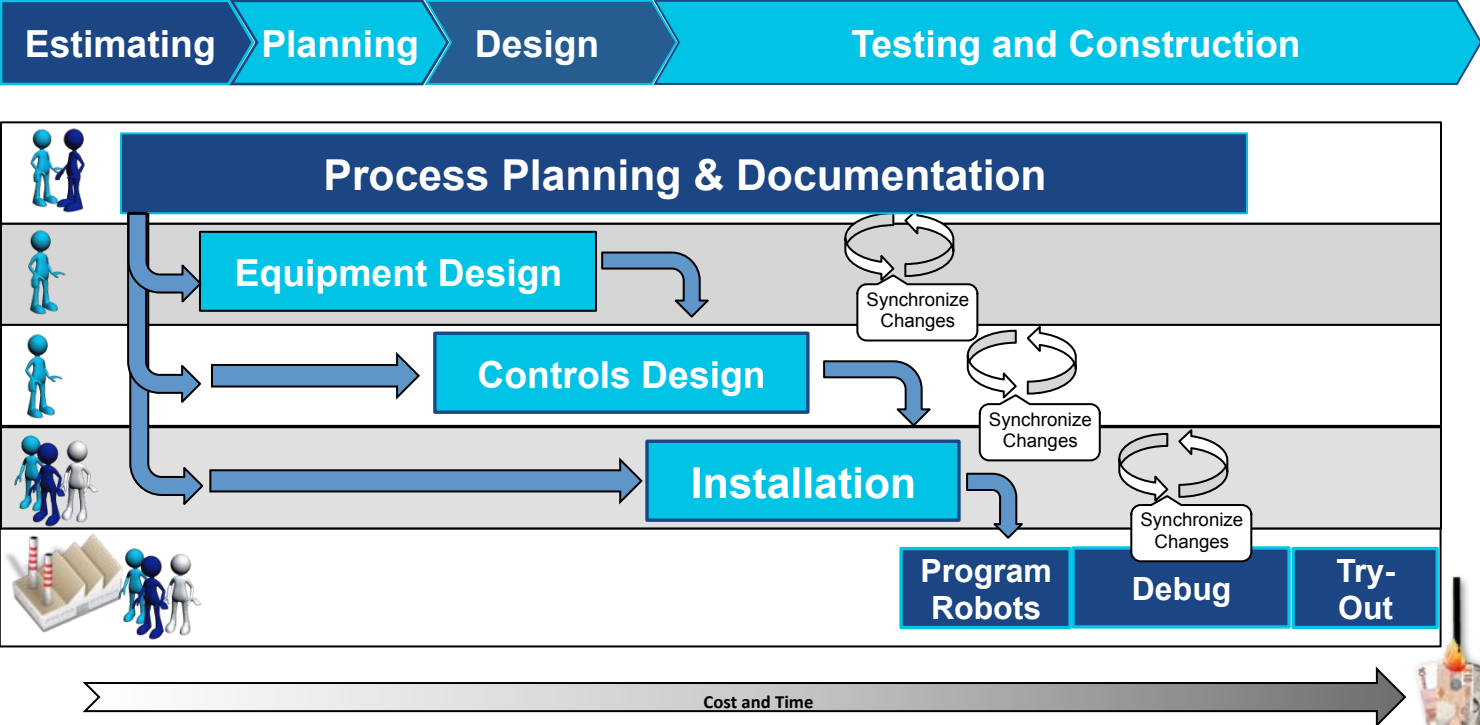 Estimating
Planning
Design
Testing and Construction
Process Planning & Documentation
Equipment Design
Synchronize
Changes
Controls Design
Synchronize
Changes
Installation
Synchronize
Changes
Program
Robots
Debug
Try-
Out
Cost and Time